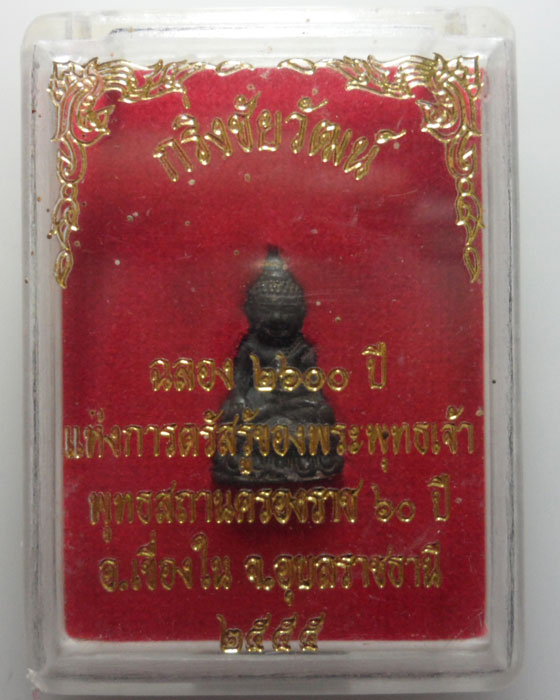 กริ่งชัยวัฒน์
ฉลอง ๒๖๐๐ ปี
แห่งการตรัสรู้ของพระพุทธเจ้า
พุทธสถานครองราช ๖๐ ปี
อ.เขื่องใน จ.อุบลราชธานี
๒๕๕๕